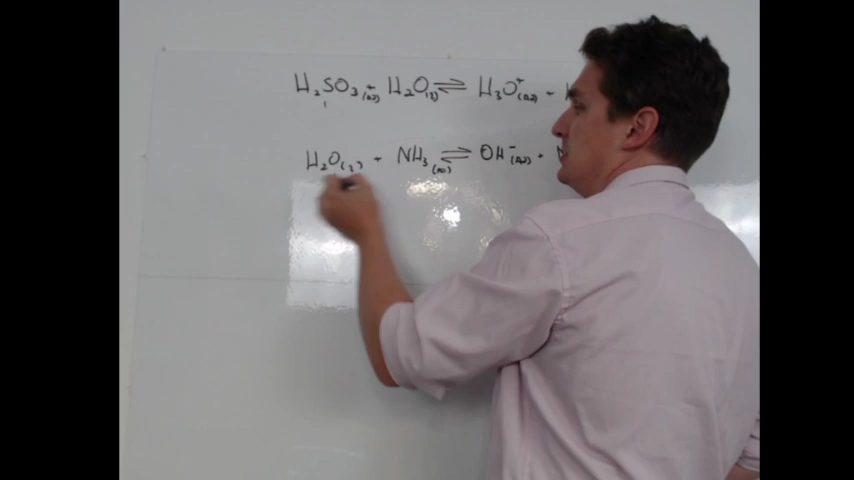 H₂SO₃(aq) + H₂O(l) ⇌ H₃O⁺(aq) + H
H₂O(l) + NH₃(aq) ⇌ OH⁻(aq) +